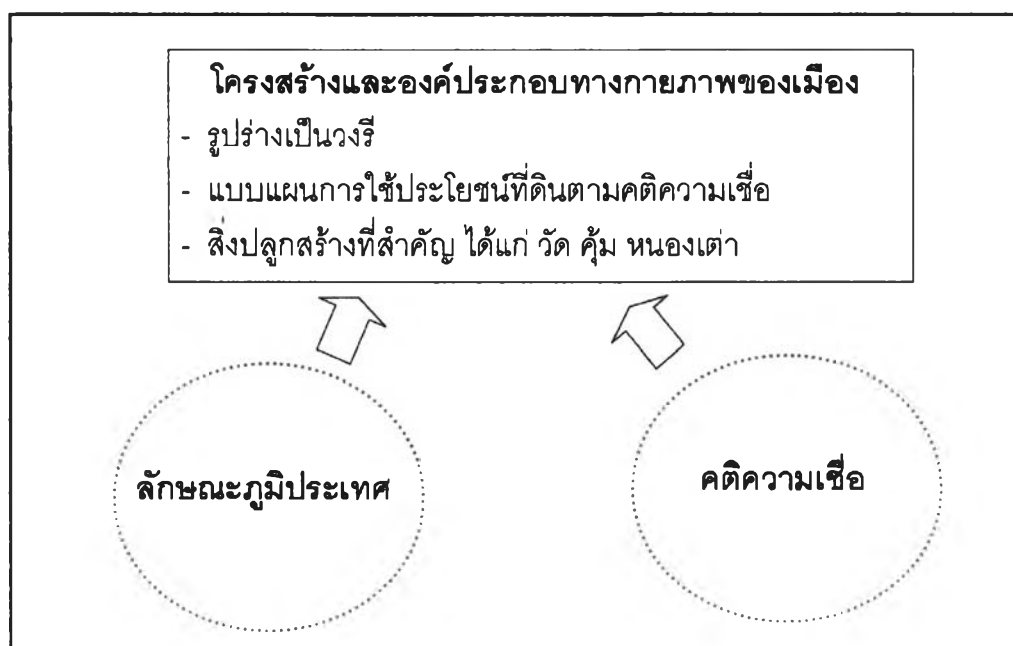 โครงสร้างและองค์ประกอบทางกายภาพของเมือง
- รูปร่างเป็นวงรี
- แบบแผนการใช้ประโยชน์ที่ดินตามคติความเชื่อ
- สิ่งปลูกสร้างที่สำคัญ ได้แก่ วัด คุ้ม หนองเต่า
ลักษณะภูมิประเทศ
คติความเชื่อ